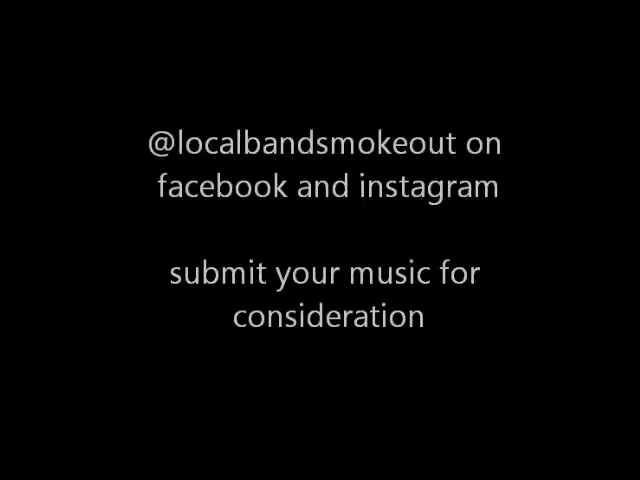 @localbandsmokeout on
facebook and instagram
submit your music for
consideration